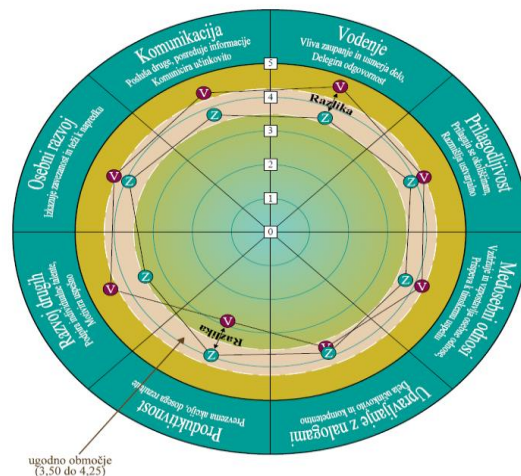 Komunikacija
Posluša druge, posreduje informacije
Komunicira učinkovito
Vodenje
Vliva zaupanje in usmerja delo,
Delegira odgovornost
Prilagodljivost
Prilagaja se okoliščinam,
Razmišlja ustvarjalno
Medosebni odnosi
Vzdržuje in vzpostavlja osebne odnose,
Prispeva k timskemu uspehu
Upravljanje z nalogami
Dela učinkovito in kompetentno
Produktivnost
Prevzema akcijo, dosega rezultate
Razvoj drugih
Podpira individualne talente,
Motivira uspešno
Osebni razvoj
izkazuje zavezanost in teži k napredku
5
4
3
2
1
0
V
V
V
V
V
V
V
V
Z
Z
Z
Z
Z
Z
Z
Z
Razlika
Razlika
ugodno območje
(3,50 do 4,25)